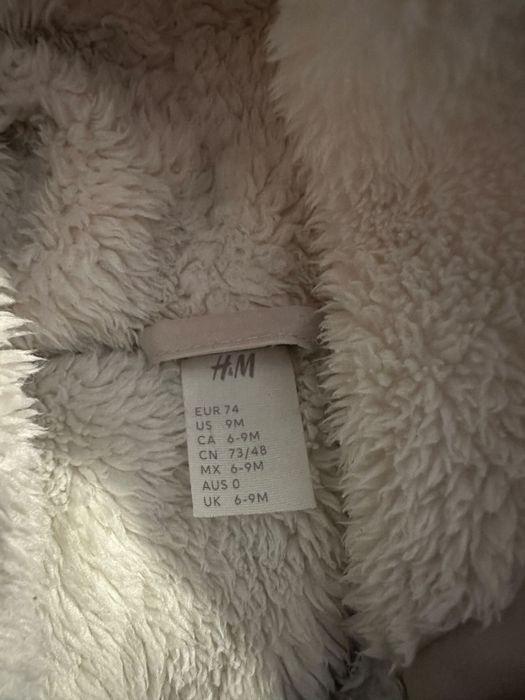 H&M
EUR 74
US 9M
CA 6-9M
CN 73/48
MX 6-9M
AUS 0
UK 6-9M